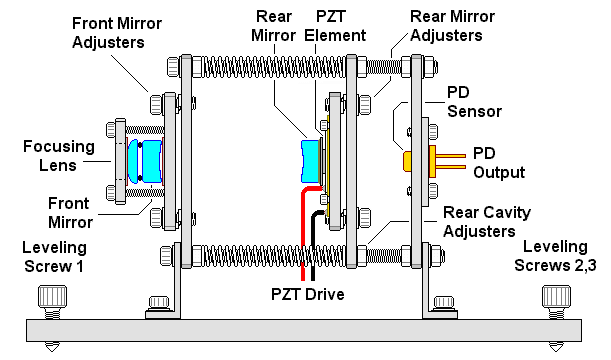 Front Mirror
Adjusters
Rear
Mirror
PZT
Element
Rear Mirror
Adjusters
PD
Sensor
Focusing
Lens
PD
Output
Front
Mirror
Rear Cavity
Adjusters
Leveling
Screw 1
Leveling
Screws 2,3
PZT Drive